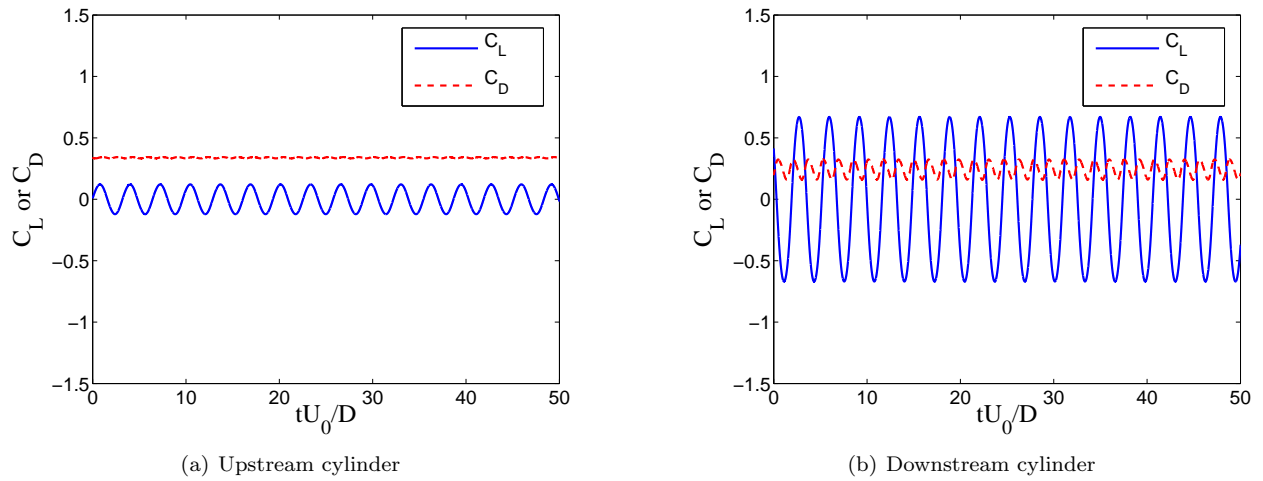 1.5
1
0.5
0
−0.5
−1
−1.5
C_L or C_D
C_L
C_D
0 10 20 30 40 50
tU_0/D
(a) Upstream cylinder
1.5
1
0.5
0
−0.5
−1
−1.5
C_L or C_D
C_L
C_D
0 10 20 30 40 50
tU_0/D
(b) Downstream cylinder